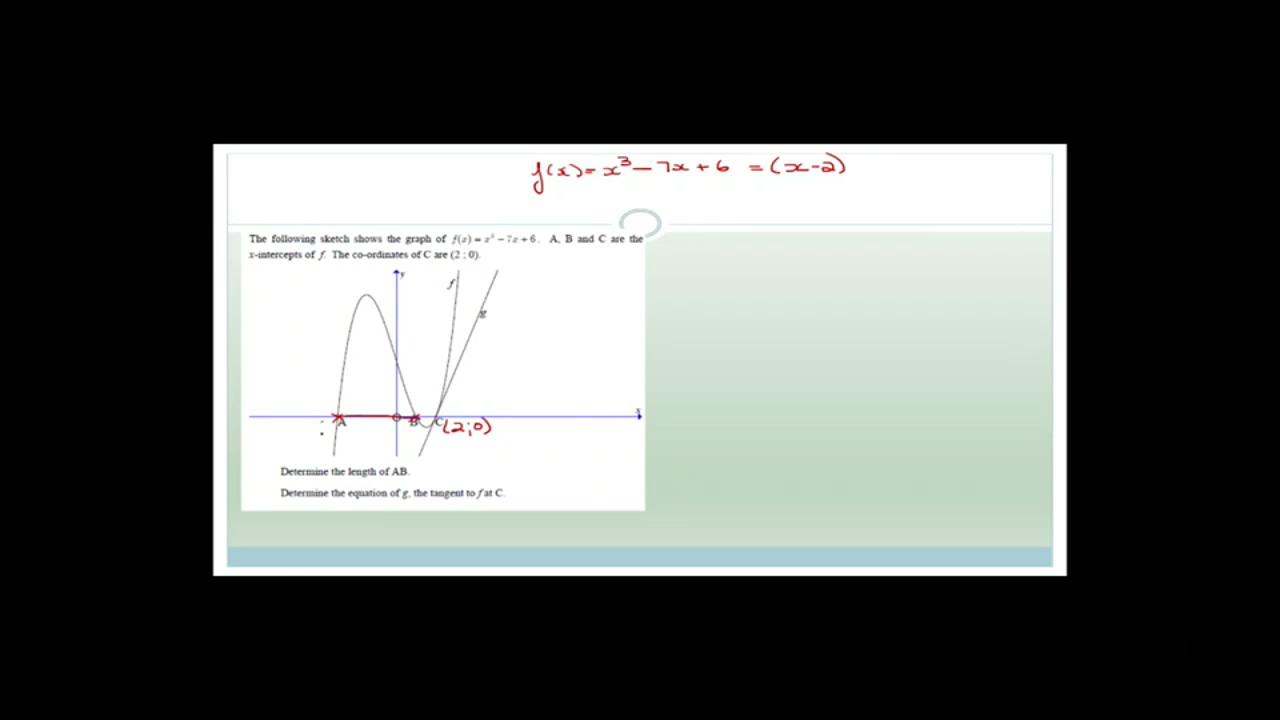 f(x) = x³ − 7x + 6 = (x−2)
The following sketch shows the graph of f(x) = x³ − 7x + 6. A, B and C are the
x-intercepts of f. The co-ordinates of C are (2 ; 0).
y
f
g
x
A
B
C
(2;0)
Determine the length of AB.
Determine the equation of g, the tangent to f at C.